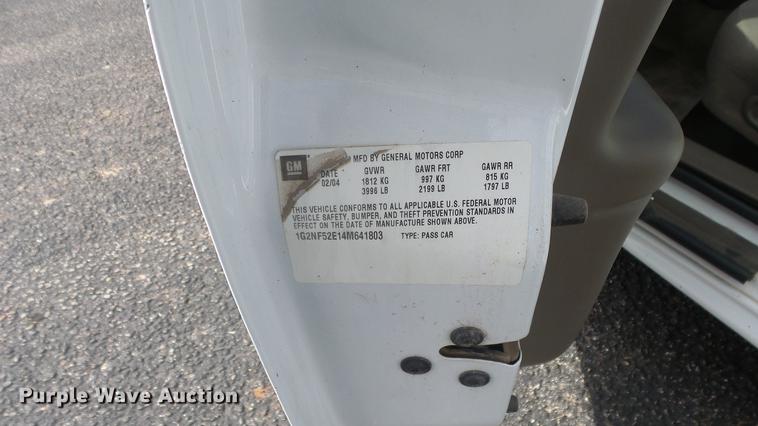 GM
MFD BY GENERAL MOTORS CORP
DATE GVWR GAWR FRT GAWR RR
02/04 1812 KG 997 KG 815 KG
3996 LB 2199 LB 1797 LB
THIS VEHICLE CONFORMS TO ALL APPLICABLE U.S. FEDERAL MOTOR
VEHICLE SAFETY, BUMPER, AND THEFT PREVENTION STANDARDS IN
EFFECT ON THE DATE OF MANUFACTURE SHOWN ABOVE.
1G2NF52E14M641803 TYPE: PASS CAR
Purple Wave Auction